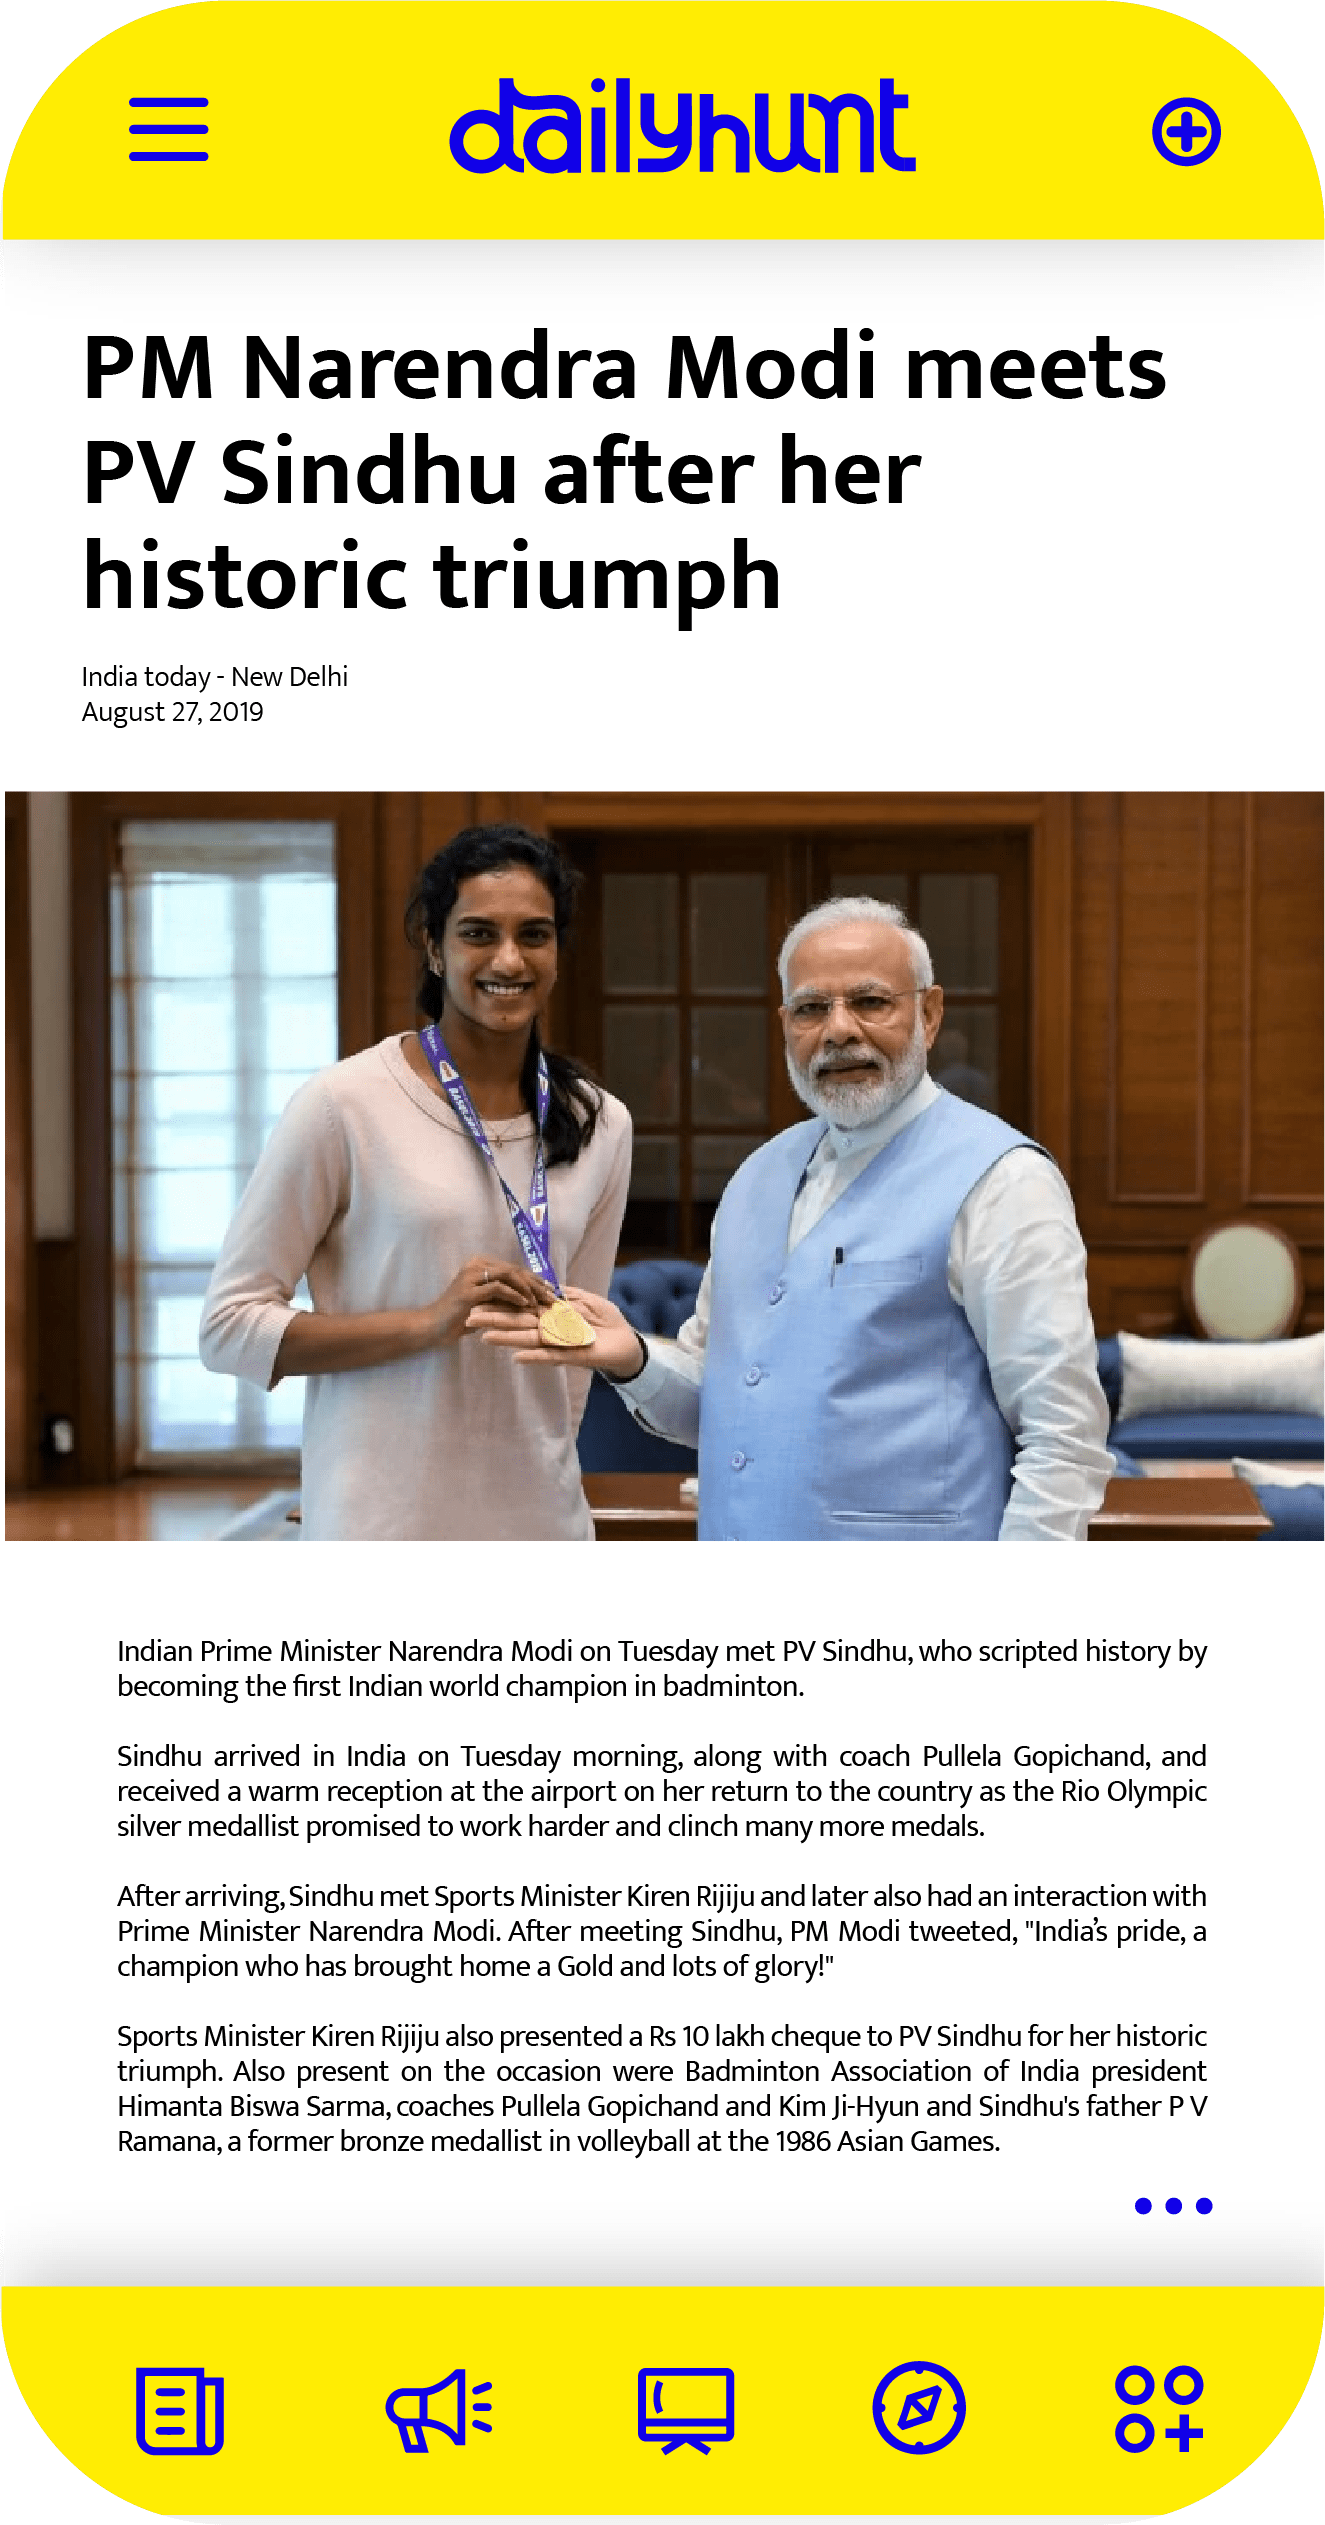 dailyhunt
PM Narendra Modi meets
PV Sindhu after her
historic triumph
India today - New Delhi
August 27, 2019
BASEL 2019
BASEL
BASEL 2019
Indian Prime Minister Narendra Modi on Tuesday met PV Sindhu, who scripted history by
becoming the first Indian world champion in badminton.
Sindhu arrived in India on Tuesday morning, along with coach Pullela Gopichand, and
received a warm reception at the airport on her return to the country as the Rio Olympic
silver medallist promised to work harder and clinch many more medals.
After arriving, Sindhu met Sports Minister Kiren Rijiju and later also had an interaction with
Prime Minister Narendra Modi. After meeting Sindhu, PM Modi tweeted, "India’s pride, a
champion who has brought home a Gold and lots of glory!"
Sports Minister Kiren Rijiju also presented a Rs 10 lakh cheque to PV Sindhu for her historic
triumph. Also present on the occasion were Badminton Association of India president
Himanta Biswa Sarma, coaches Pullela Gopichand and Kim Ji-Hyun and Sindhu's father P V
Ramana, a former bronze medallist in volleyball at the 1986 Asian Games.